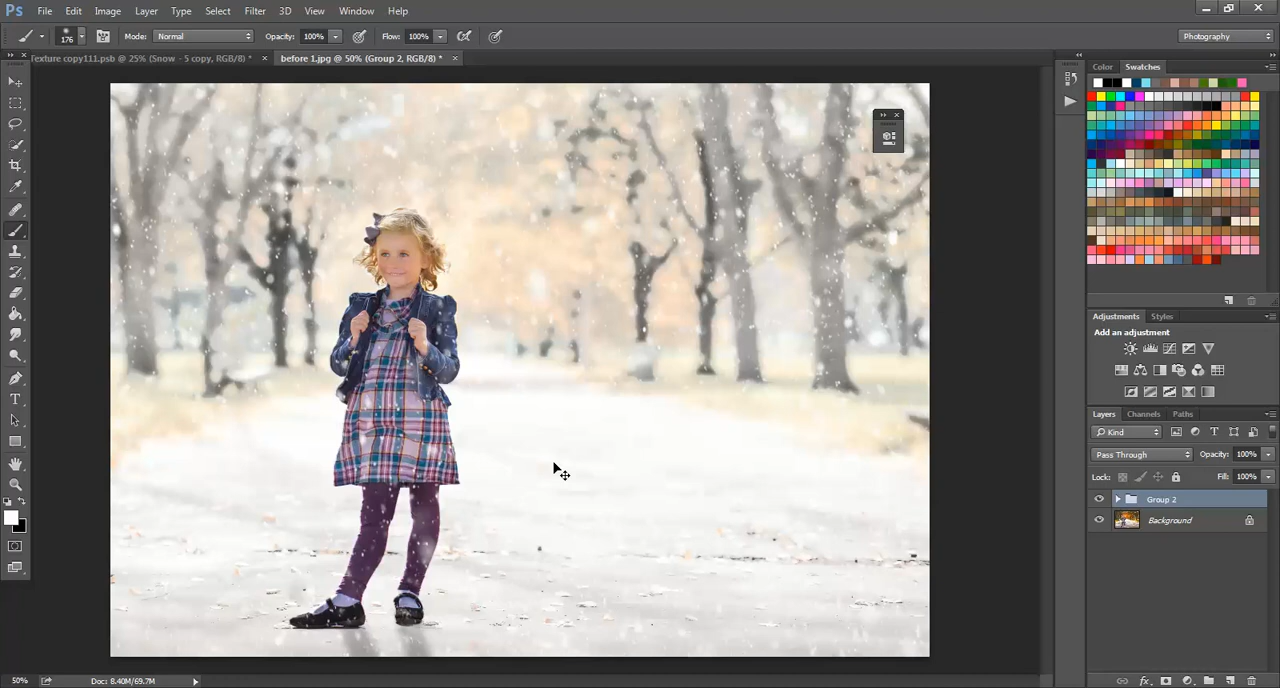 Ps File Edit Image Layer Type Select Filter 3D View Window Help
176 Mode: Normal Opacity: 100% Flow: 100% Photography
Texture copy111.psb @ 25% (Snow - 5 copy, RGB/8) * × before 1.jpg @ 50% (Group 2, RGB/8) * ×
Color Swatches
Adjustments Styles
Add an adjustment
Layers Channels Paths
Kind
Pass Through Opacity: 100%
Lock: Fill: 100%
Group 2
Background
50% Doc: 8.40M/69.7M